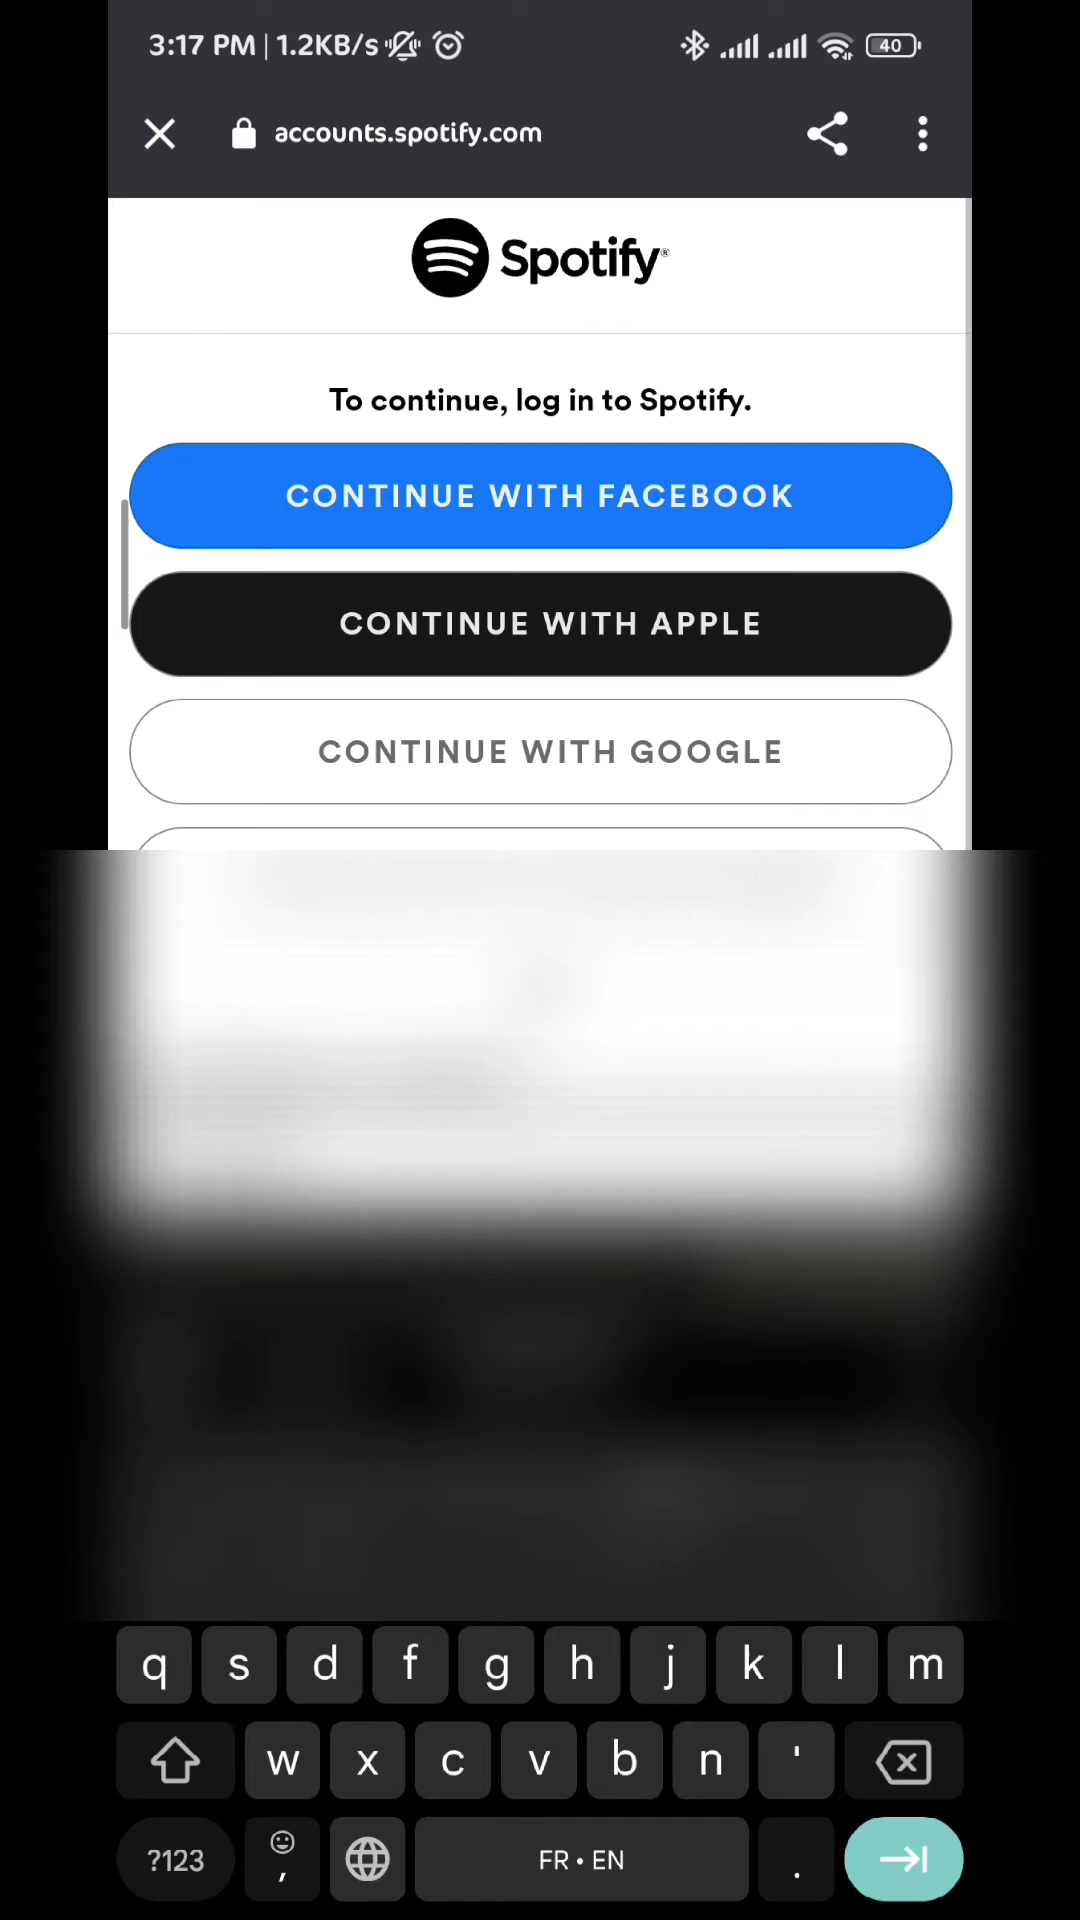 3:17 PM | 1.2KB/s
40
accounts.spotify.com
Spotify®
To continue, log in to Spotify.
CONTINUE WITH FACEBOOK
CONTINUE WITH APPLE
CONTINUE WITH GOOGLE
q s d f g h j k l m
w x c v b n '
?123 , FR • EN .